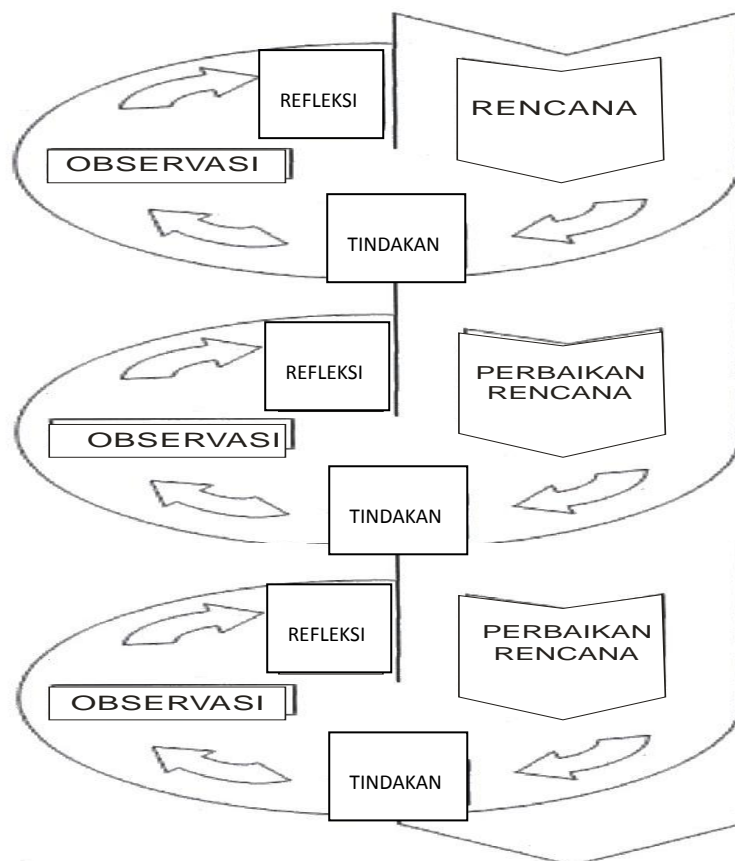 REFLEKSI
RENCANA
OBSERVASI
TINDAKAN
REFLEKSI
PERBAIKAN
RENCANA
OBSERVASI
TINDAKAN
REFLEKSI
PERBAIKAN
RENCANA
OBSERVASI
TINDAKAN